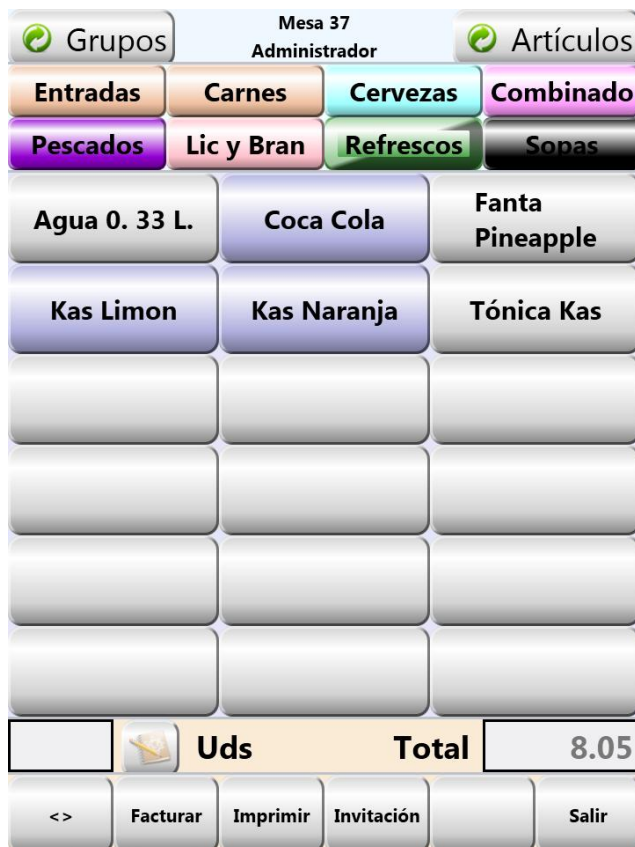 Grupos
Mesa 37
Administrador
Artículos
Entradas
Carnes
Cervezas
Combinado
Pescados
Lic y Bran
Refrescos
Sopas
Agua 0. 33 L.
Coca Cola
Fanta
Pineapple
Kas Limon
Kas Naranja
Tónica Kas
Uds
Total
8.05
<>
Facturar
Imprimir
Invitación
Salir